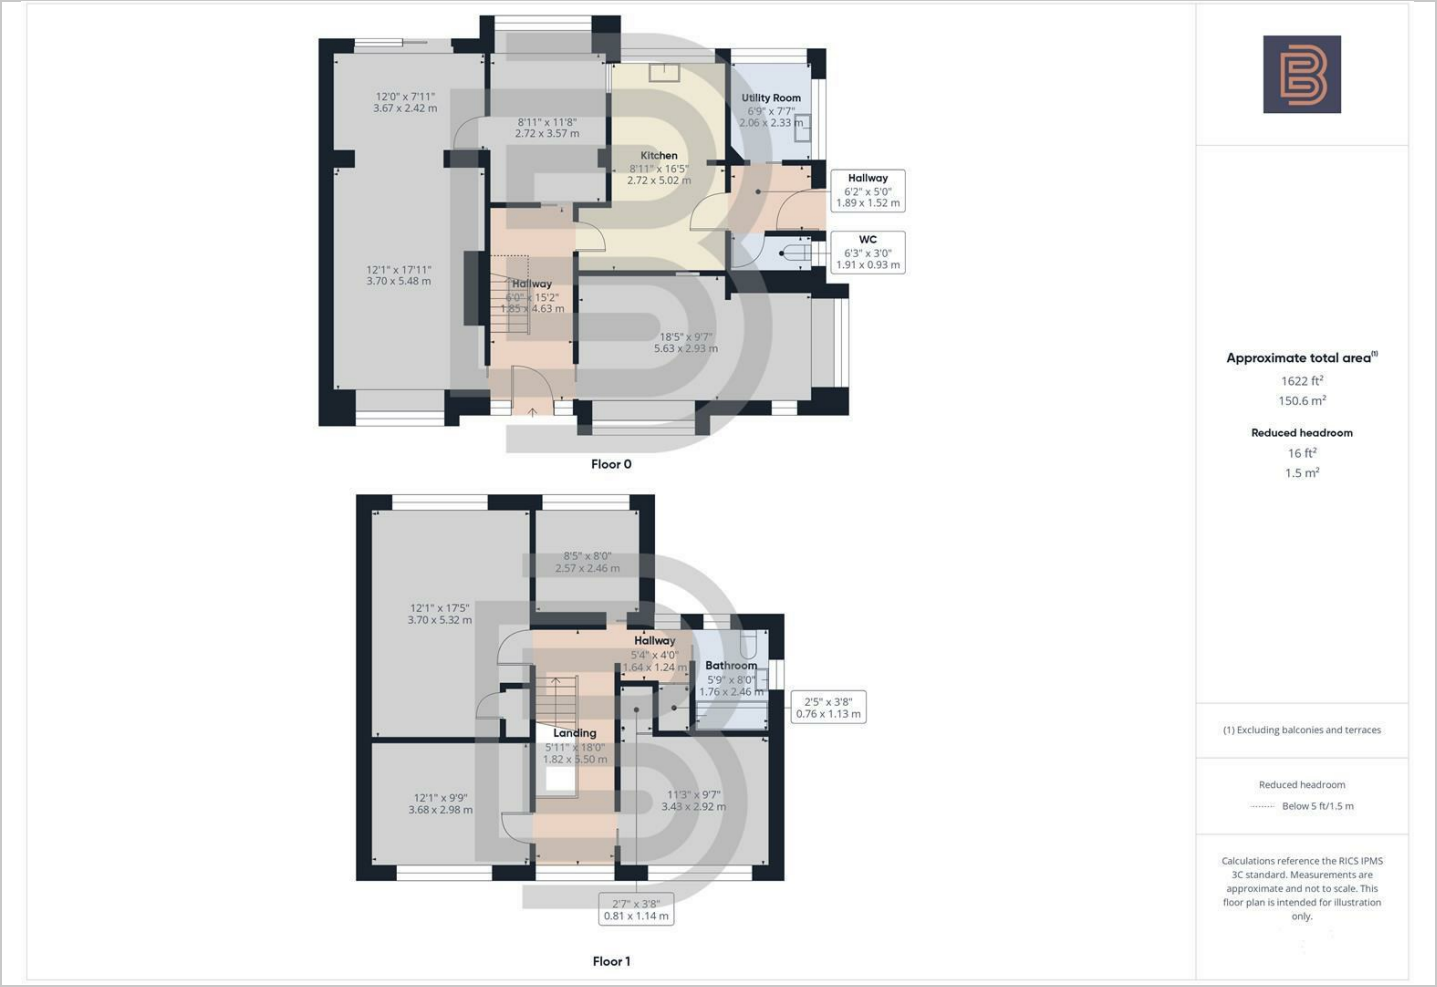 12'0" x 7'11"
3.67 x 2.42 m
8'11" x 11'8"
2.72 x 3.57 m
Kitchen
8'11" x 16'5"
2.72 x 5.02 m
Utility Room
6'9" x 7'7"
2.06 x 2.33 m
Hallway
6'2" x 5'0"
1.89 x 1.52 m
WC
6'3" x 3'0"
1.91 x 0.93 m
12'1" x 17'11"
3.70 x 5.48 m
Hallway
6'0" x 15'2"
1.85 x 4.63 m
18'5" x 9'7"
5.63 x 2.93 m
Floor 0
8'5" x 8'0"
2.57 x 2.46 m
12'1" x 17'5"
3.70 x 5.32 m
Hallway
5'4" x 4'0"
1.64 x 1.24 m
Bathroom
5'9" x 8'0"
1.76 x 2.46 m
2'5" x 3'8"
0.76 x 1.13 m
Landing
5'11" x 18'0"
1.82 x 5.50 m
12'1" x 9'9"
3.68 x 2.98 m
11'3" x 9'7"
3.43 x 2.92 m
2'7" x 3'8"
0.81 x 1.14 m
Floor 1
B
Approximate total area(1)
1622 ft²
150.6 m²
Reduced headroom
16 ft²
1.5 m²
(1) Excluding balconies and terraces
Reduced headroom
Below 5 ft/1.5 m
Calculations reference the RICS IPMS
3C standard. Measurements are
approximate and not to scale. This
floor plan is intended for illustration
only.